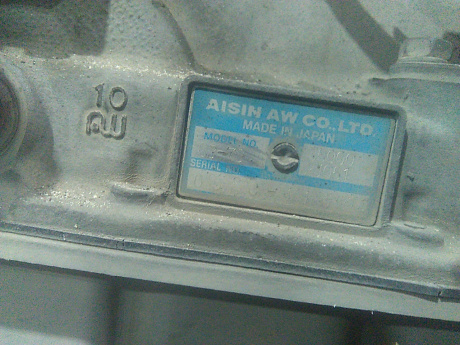 10
AW
AISIN AW CO., LTD.
MADE IN JAPAN
MODEL NO.
SERIAL NO.